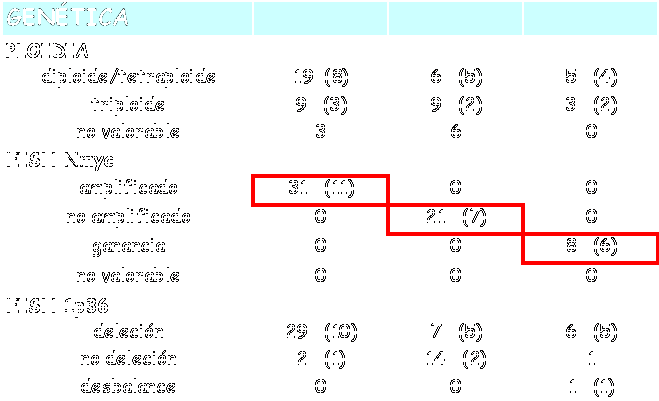 GENÉTICA
PLOIDIA
diploide/tetraploide 19 (8) 6 (5) 5 (4)
triploide 9 (3) 9 (2) 3 (2)
no valorable 3 6 0
FISH Nmyc
amplificado 31 (11) 0 0
no amplificado 0 21 (7) 0
ganancia 0 0 8 (6)
no valorable 0 0 0
FISH 1p36
deleción 29 (10) 7 (5) 6 (5)
no deleción 2 (1) 14 (2) 1
desbalance 0 0 1 (1)